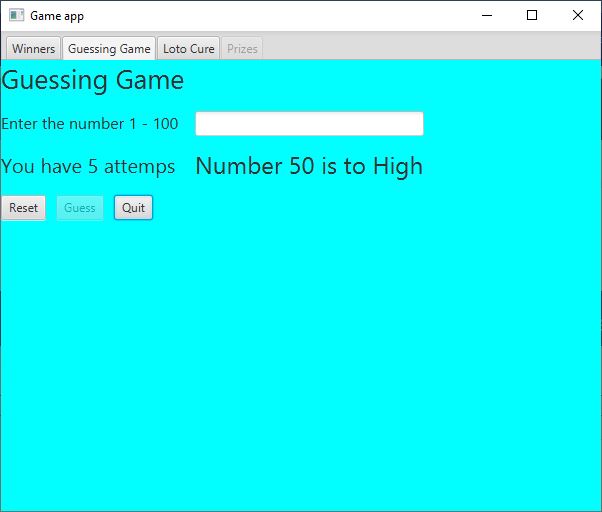 Game app
Winners Guessing Game Loto Cure Prizes
Guessing Game
Enter the number 1 - 100
You have 5 attemps Number 50 is to High
Reset Guess Quit